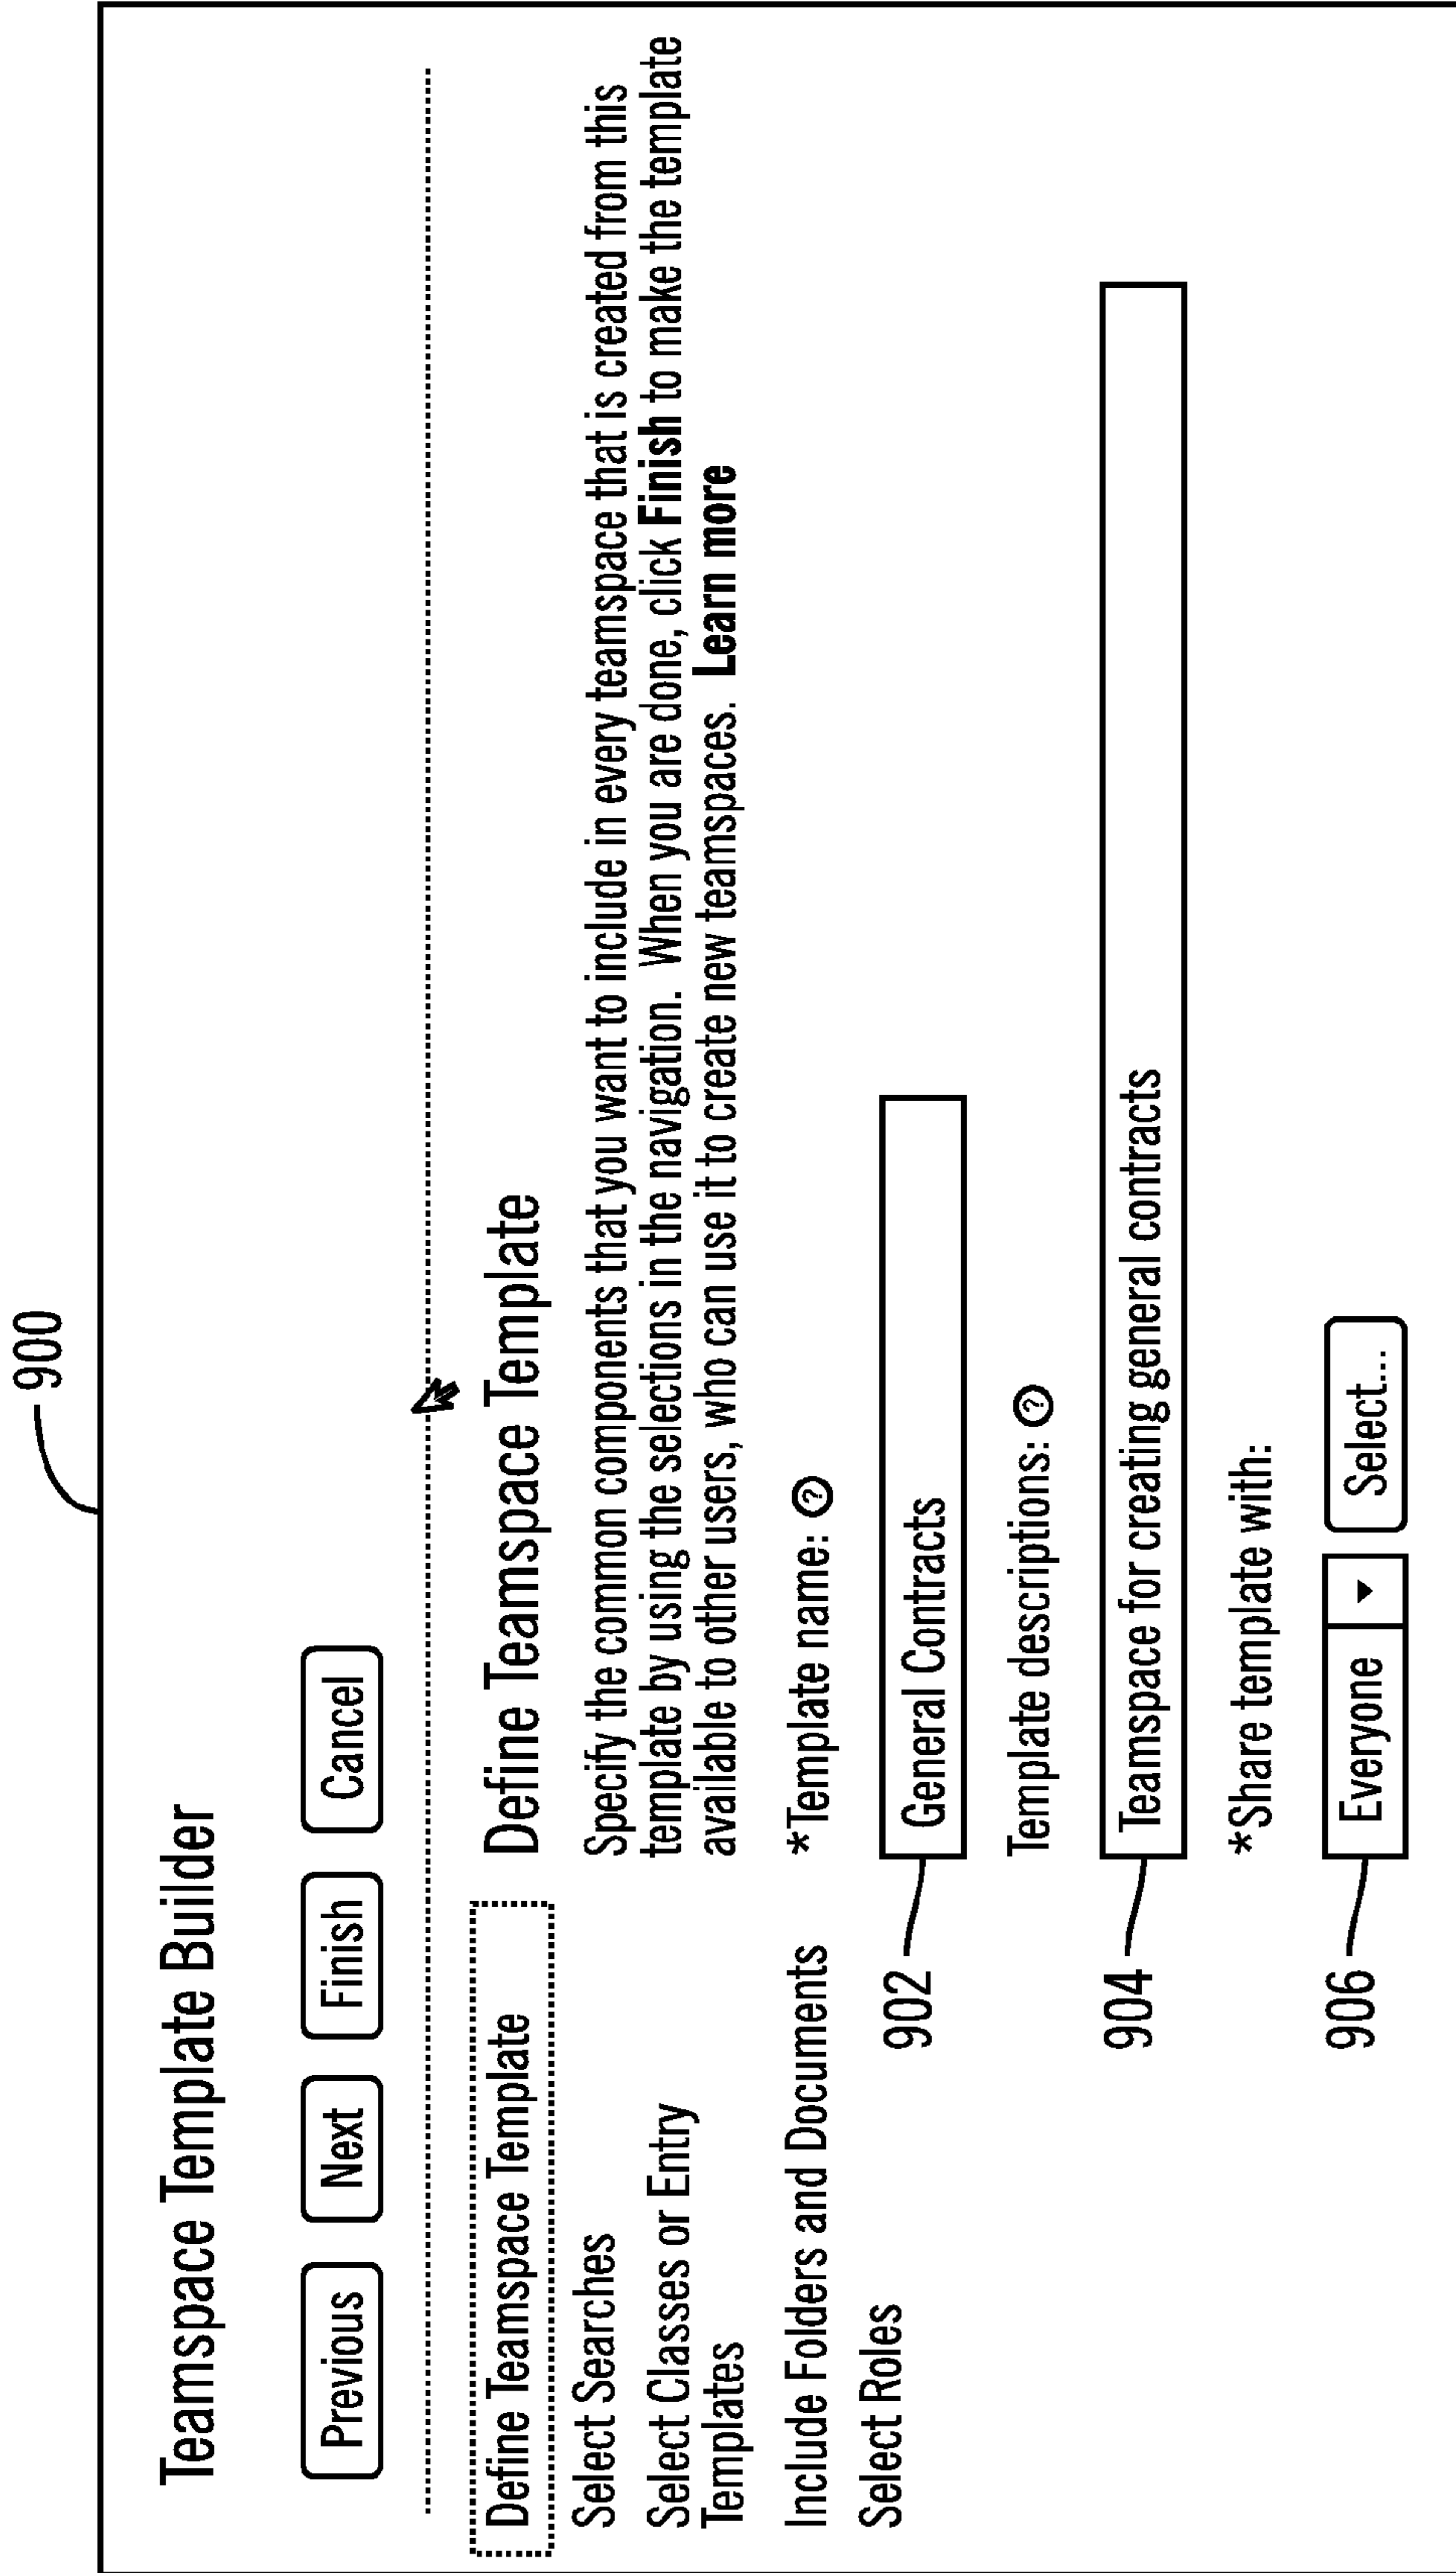 900
Teamspace Template Builder
Previous Next Finish Cancel
Define Teamspace Template
Select Searches
Select Classes or Entry
Templates
Include Folders and Documents
Select Roles
Define Teamspace Template
Specify the common components that you want to include in every teamspace that is created from this
template by using the selections in the navigation. When you are done, click Finish to make the template
available to other users, who can use it to create new teamspaces. Learn more
*Template name: ?
902 General Contracts
Template descriptions: ?
904 Teamspace for creating general contracts
*Share template with:
906 Everyone Select...